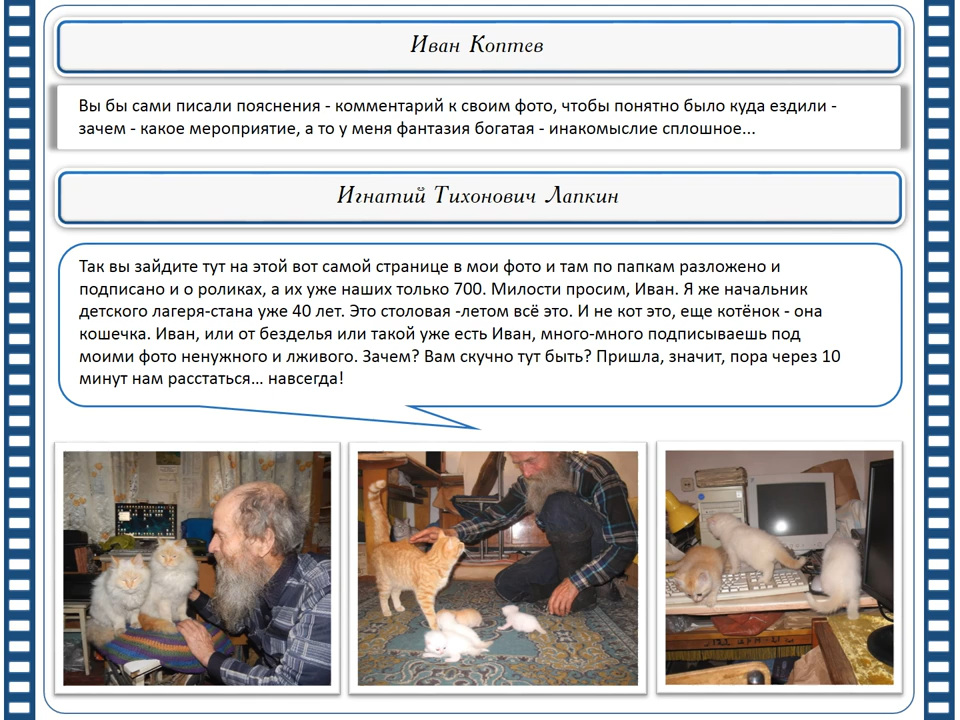 Иван Коптев
Вы бы сами писали пояснения - комментарий к своим фото, чтобы понятно было куда ездили -
зачем - какое мероприятие, а то у меня фантазия богатая - инакомыслие сплошное...
Игнатий Тихонович Лапкин
Так вы зайдите тут на этой вот самой странице в мои фото и там по папкам разложено и
подписано и о роликах, а их уже наших только 700. Милости просим, Иван. Я же начальник
детского лагеря-стана уже 40 лет. Это столовая -летом всё это. И не кот это, еще котёнок - она
кошечка. Иван, или от безделья или такой уже есть Иван, много-много подписываешь под
моими фото ненужного и лживого. Зачем? Вам скучно тут быть? Пришла, значит, пора через 10
минут нам расстаться... навсегда!